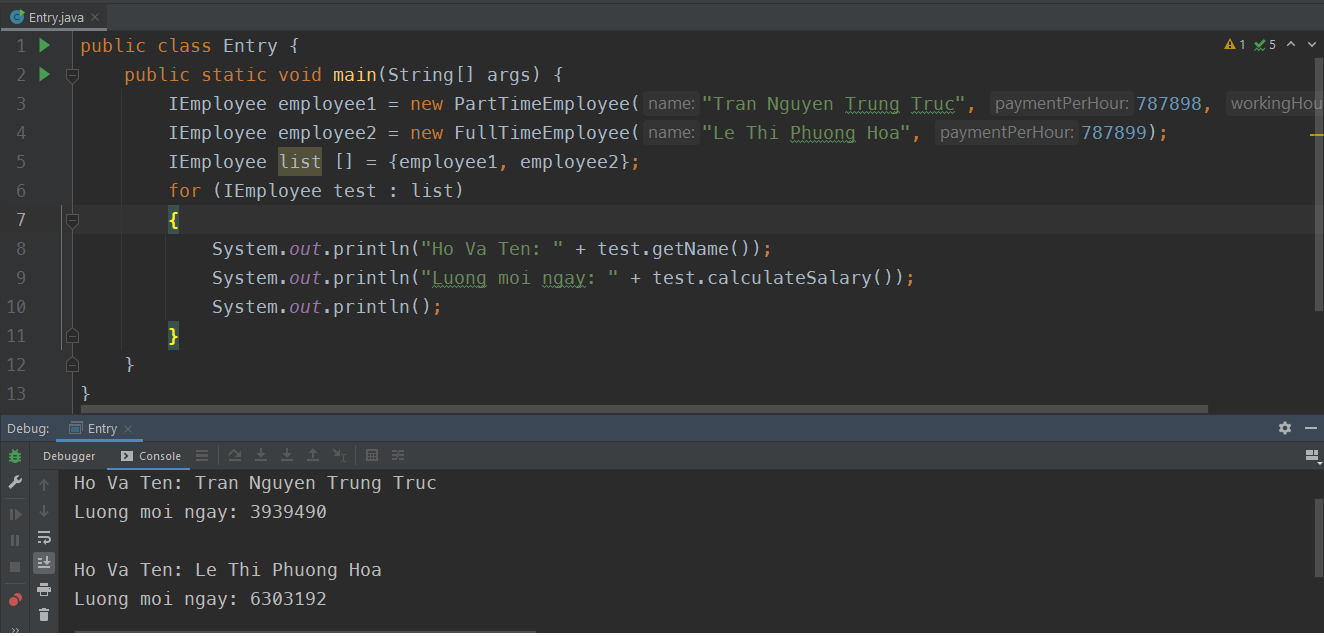 Entry.java
1 public class Entry {
2 public static void main(String[] args) {
3 IEmployee employee1 = new PartTimeEmployee( name: "Tran Nguyen Trung Truc", paymentPerHour: 787898, workingHou
4 IEmployee employee2 = new FullTimeEmployee( name: "Le Thi Phuong Hoa", paymentPerHour: 787899);
5 IEmployee list [] = {employee1, employee2};
6 for (IEmployee test : list)
7 {
8 System.out.println("Ho Va Ten: " + test.getName());
9 System.out.println("Luong moi ngay: " + test.calculateSalary());
10 System.out.println();
11 }
12 }
13 }
1 5
Debug: Entry
Debugger Console
Ho Va Ten: Tran Nguyen Trung Truc
Luong moi ngay: 3939490
Ho Va Ten: Le Thi Phuong Hoa
Luong moi ngay: 6303192